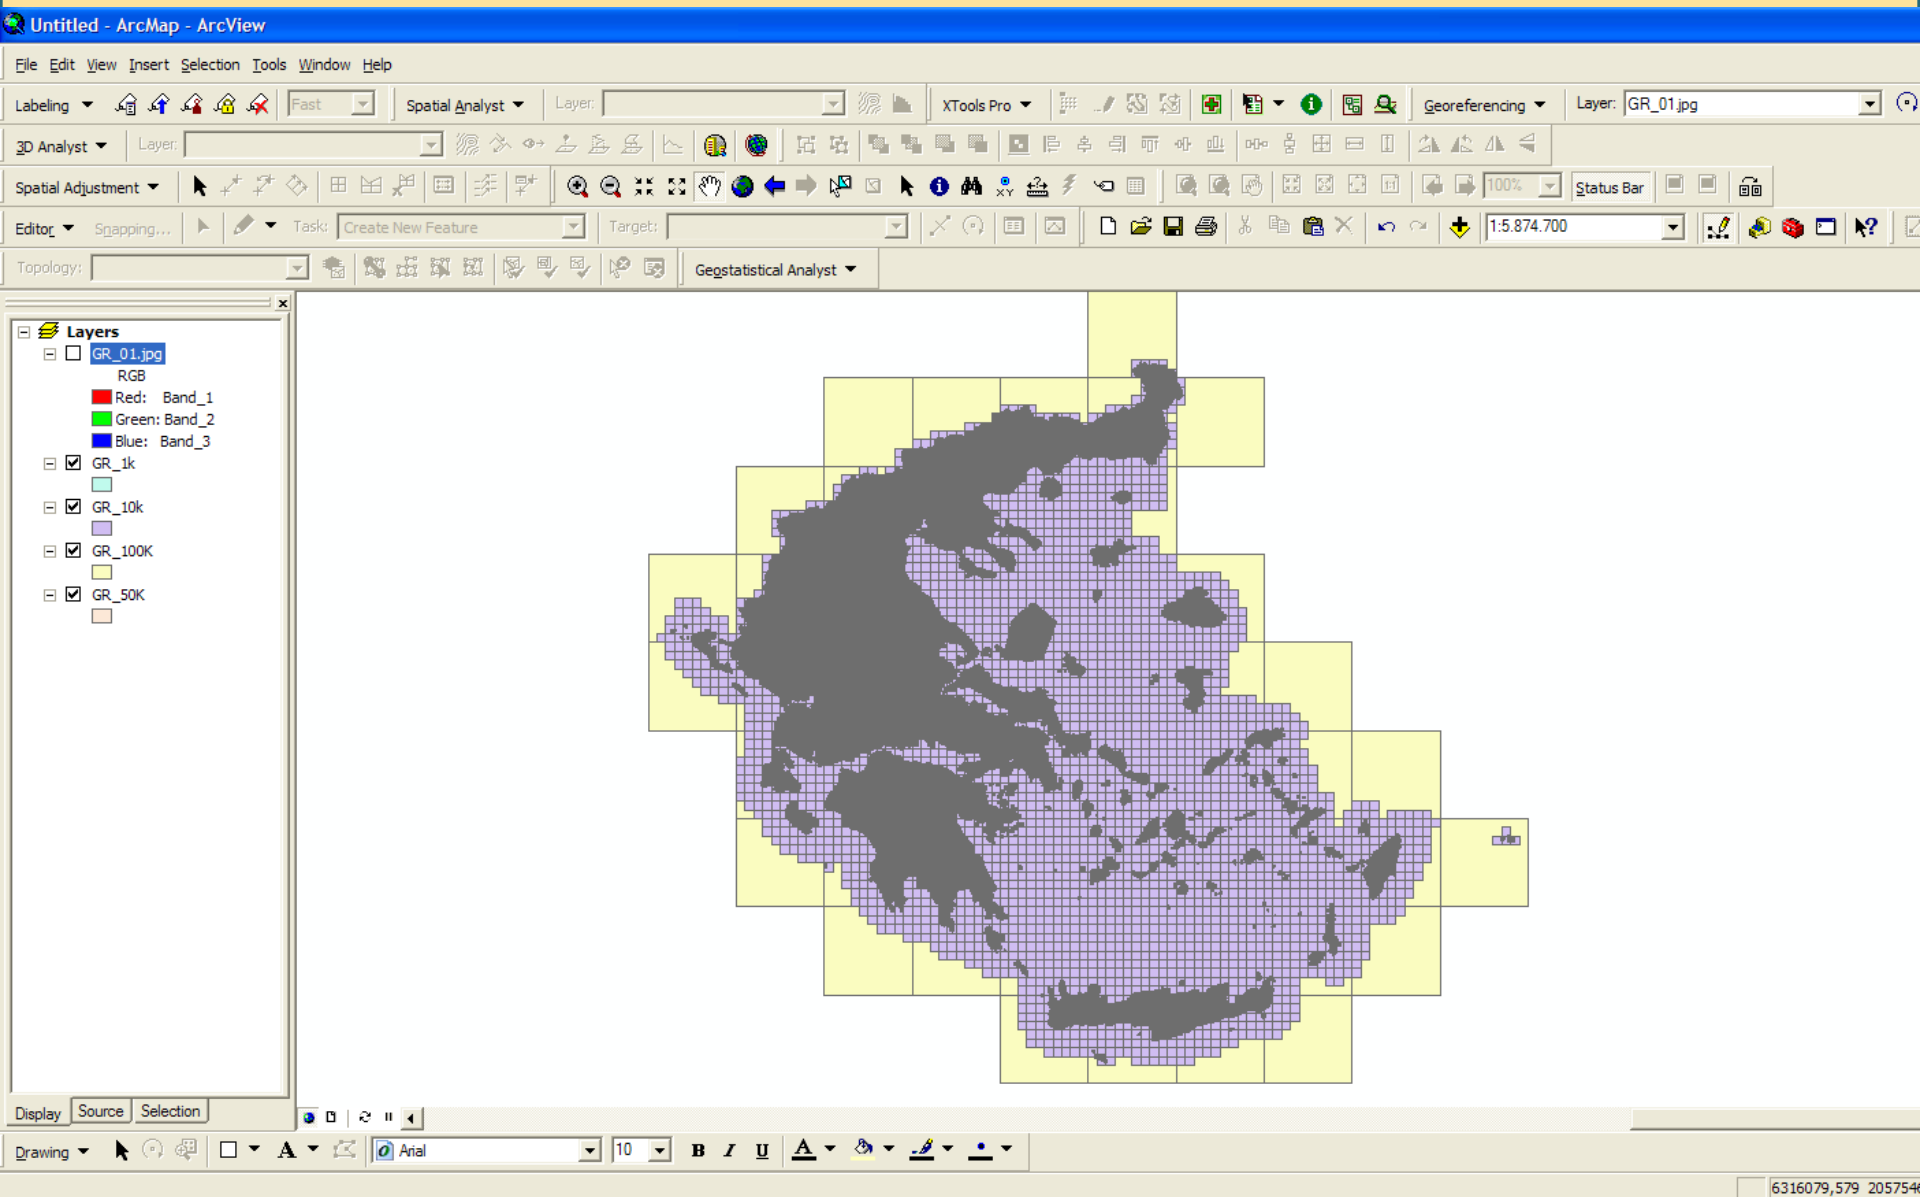 Untitled - ArcMap - ArcView
File Edit View Insert Selection Tools Window Help
Labeling Fast Spatial Analyst Layer: XTools Pro Georeferencing Layer: GR_01.jpg
3D Analyst Layer:
Spatial Adjustment XY 1:1 100% Status Bar
Editor Snapping... Task: Create New Feature Target: 1:5.874.700
Topology: Geostatistical Analyst
Layers
GR_01.jpg
RGB
Red: Band_1
Green: Band_2
Blue: Band_3
GR_1k
GR_10k
GR_100K
GR_50K
Display Source Selection
Drawing A Arial 10 B I U A
6316079,579 205754